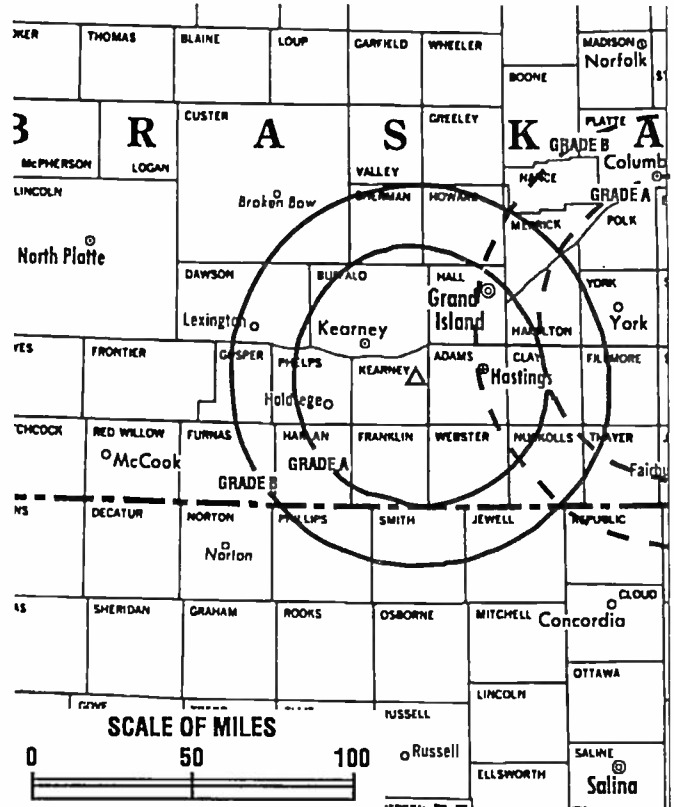 THOMAS
BLAINE
LOUP
GARFIELD
WHEELER
MADISON
Norfolk
BOONE
CUSTER
GREELEY
PLATTE
R A S K A
GRADE B
McPHERSON
LOGAN
VALLEY
NANCE
Columb
LINCOLN
Broken Bow
SHERMAN
HOWARD
GRADE A
MERRICK
POLK
North Platte
DAWSON
BUFFALO
HALL
YORK
Grand
Island
Lexington
Kearney
HAMILTON
York
FRONTIER
GOSPER
PHELPS
KEARNEY
ADAMS
CLAY
FILLMORE
Hastings
Holdrege
RED WILLOW
FURNAS
HARLAN
FRANKLIN
WEBSTER
NUCKOLLS
THAYER
McCook
GRADE B
GRADE A
Fairbu
DECATUR
NORTON
PHILLIPS
SMITH
JEWELL
REPUBLIC
Norton
CLOUD
SHERIDAN
GRAHAM
ROOKS
OSBORNE
MITCHELL
Concordia
OTTAWA
LINCOLN
SCALE OF MILES
0 50 100
RUSSELL
Russell
SALINE
ELLSWORTH
Salina